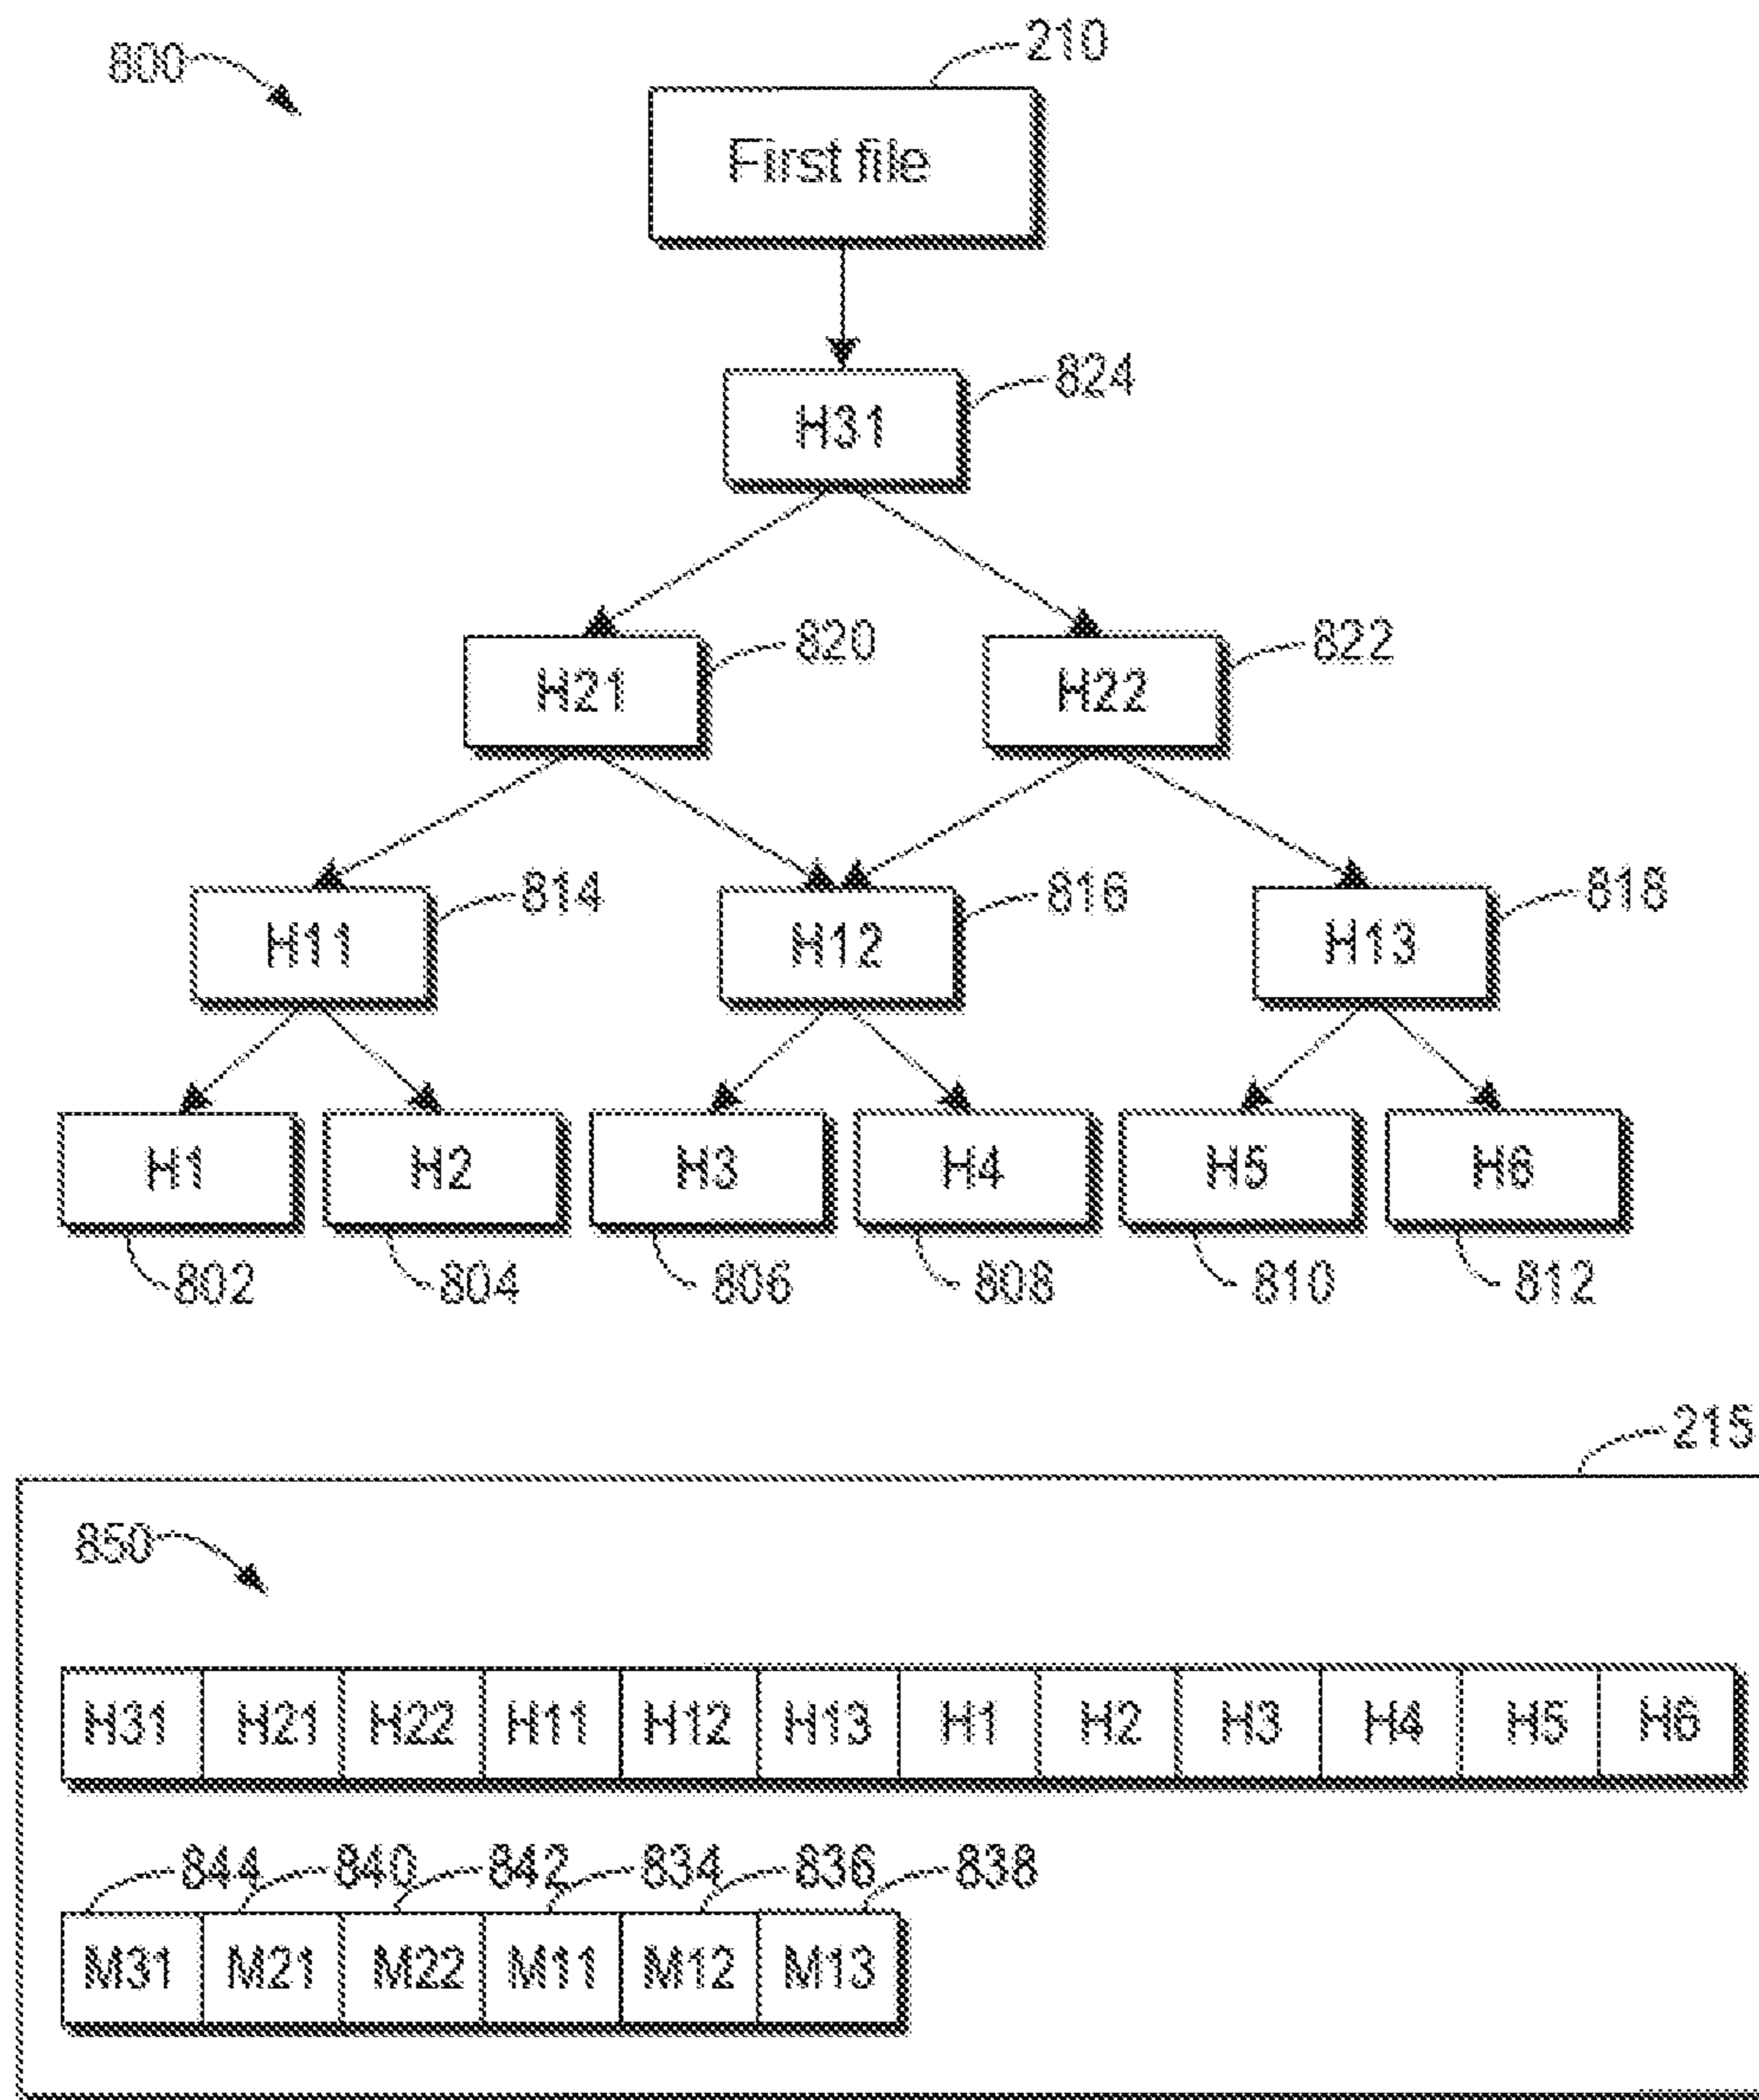 800
210
First file
824
H31
820
822
H21
H22
814
816
818
H11
H12
H13
H1
H2
H3
H4
H5
H6
802
804
806
808
810
812
215
850
H31 H21 H22 H11 H12 H13 H1 H2 H3 H4 H5 H6
844 840 842 834 836 838
M31 M21 M22 M11 M12 M13